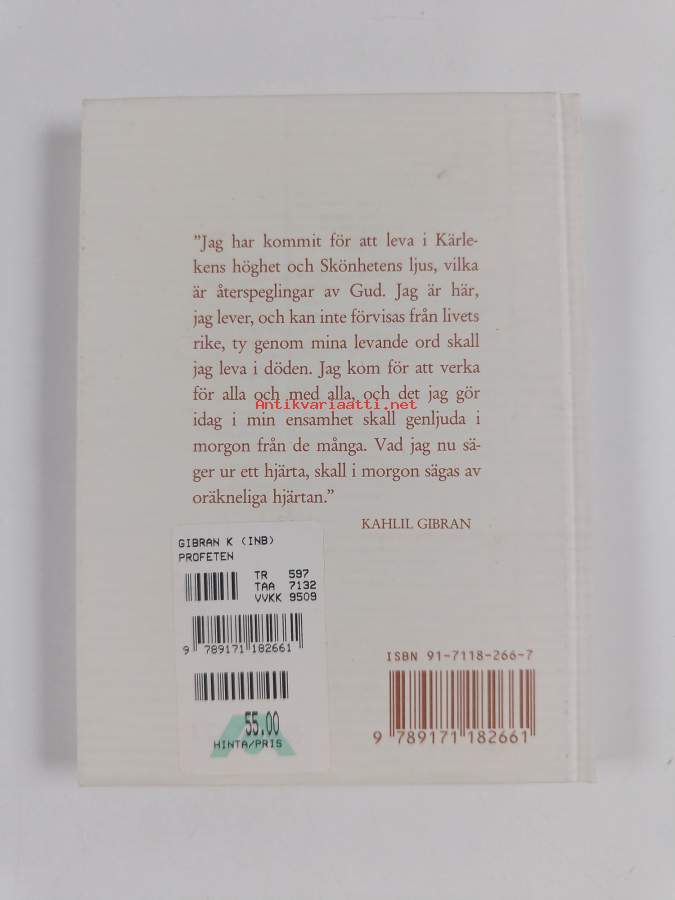 ”Jag har kommit för att leva i Kärle-
kens höghet och Skönhetens ljus, vilka
är återspeglingar av Gud. Jag är här,
jag lever, och kan inte förvisas från livets
rike, ty genom mina levande ord skall
jag leva i döden. Jag kom för att verka
för alla och med alla, och det jag gör
Antikvariaatti.net
idag i min ensamhet skall genljuda i
morgon från de många. Vad jag nu sä-
ger ur ett hjärta, skall i morgon sägas av
oräkneliga hjärtan.”
KAHLIL GIBRAN
GIBRAN K (INB)
PROFETEN
TR 597
TAA 7132
VVKK 9509
9 789171 182661
55.00
HINTA/PRIS
ISBN 91-7118-266-7
9 789171 182661